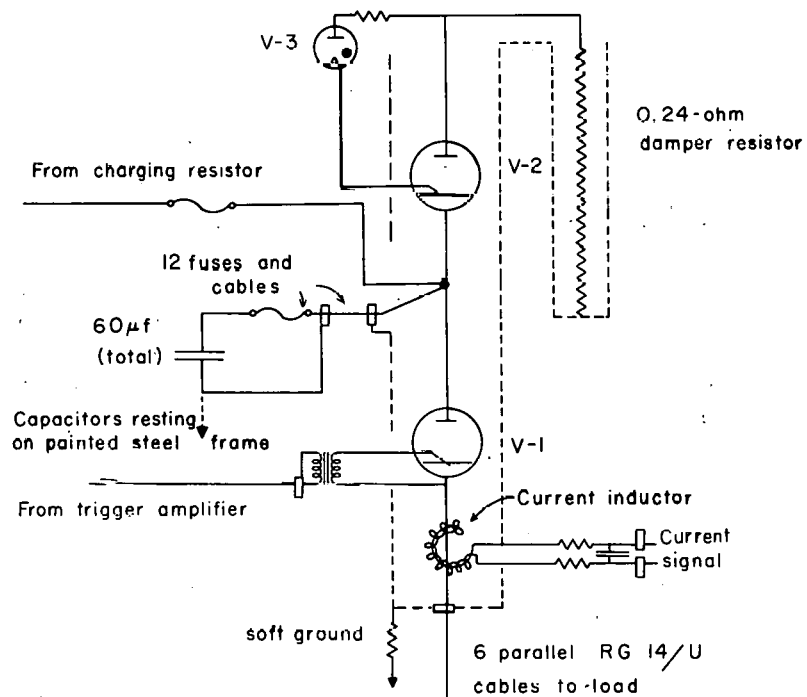 V-3
0.24-ohm
damper resistor
V-2
From charging resistor
12 fuses and
cables
60μf
(total)
Capacitors resting
on painted steel frame
V-1
From trigger amplifier
Current inductor
Current
signal
soft ground
6 parallel RG 14/U
cables to load